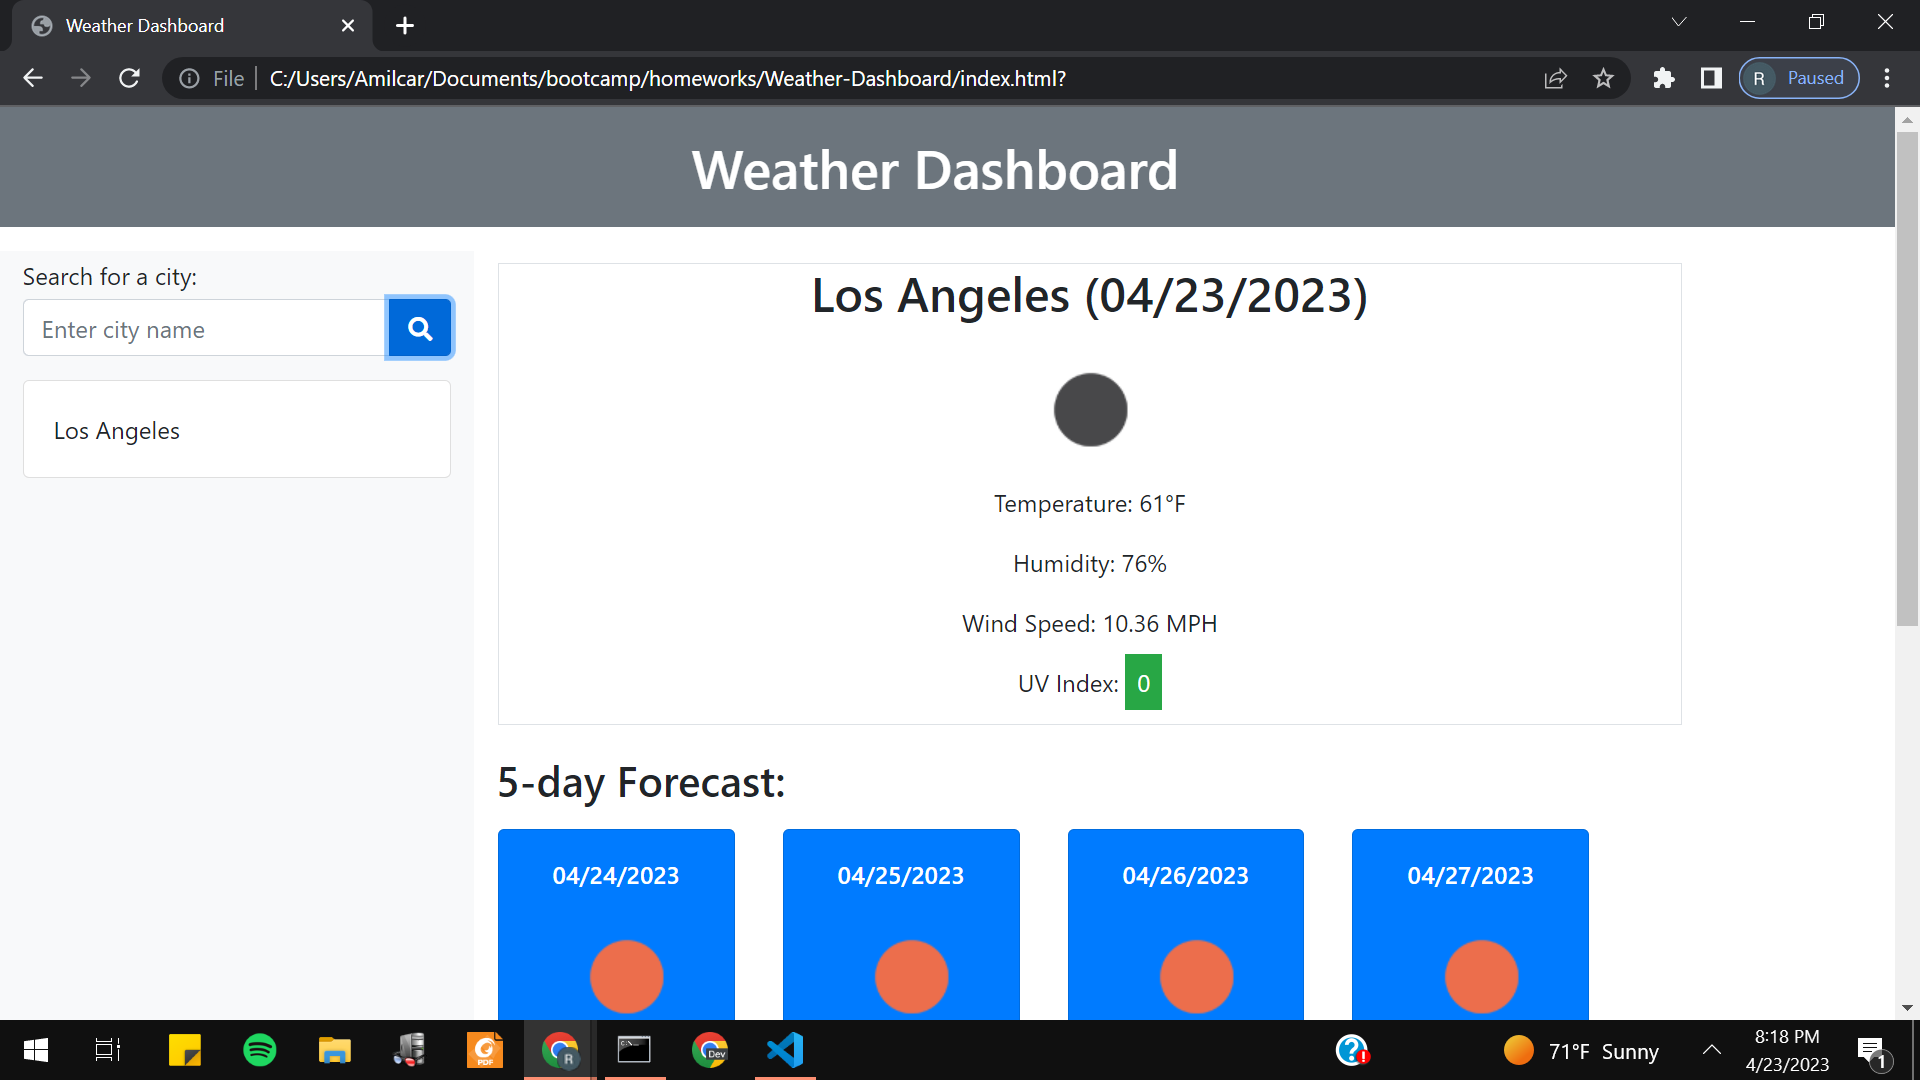 Weather Dashboard
File
C:/Users/Amilcar/Documents/bootcamp/homeworks/Weather-Dashboard/index.html?
R
Paused
Weather Dashboard
Search for a city:
Enter city name
Los Angeles
Los Angeles (04/23/2023)
Temperature: 61°F
Humidity: 76%
Wind Speed: 10.36 MPH
UV Index: 0
5-day Forecast:
04/24/2023
04/25/2023
04/26/2023
04/27/2023
PDF
R
C:\
Dev
71°F Sunny
8:18 PM
4/23/2023
1